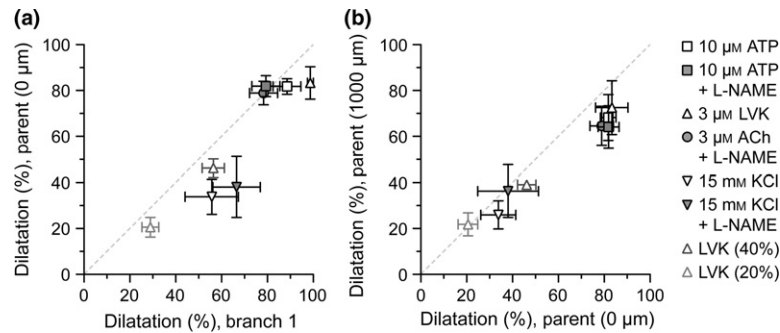 (a)
100
80
60
40
20
0
0 20 40 60 80 100
Dilatation (%), parent (0 µm)
Dilatation (%), branch 1
(b)
100
80
60
40
20
0
0 20 40 60 80 100
Dilatation (%), parent (1000 µm)
Dilatation (%), parent (0 µm)
10 µM ATP
10 µM ATP
+ L-NAME
3 µM LVK
3 µM ACh
+ L-NAME
15 mM KCl
15 mM KCl
+ L-NAME
LVK (40%)
LVK (20%)